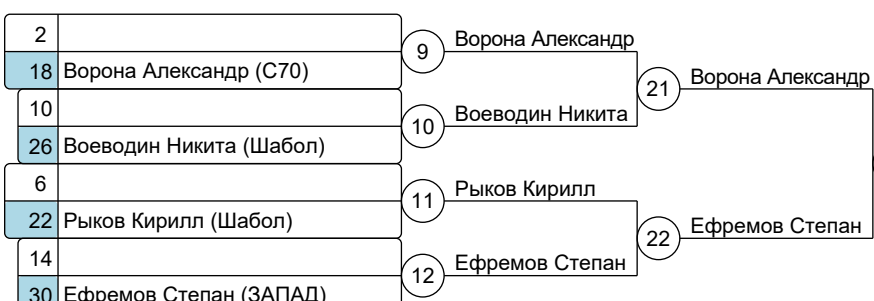 2
9
Ворона Александр
18 Ворона Александр (С70)
21
Ворона Александр
10
10
Воеводин Никита
26 Воеводин Никита (Шабол)
6
11
Рыков Кирилл
22 Рыков Кирилл (Шабол)
22
Ефремов Степан
14
12
Ефремов Степан
30 Ефремов Степан (ЗАПАД)